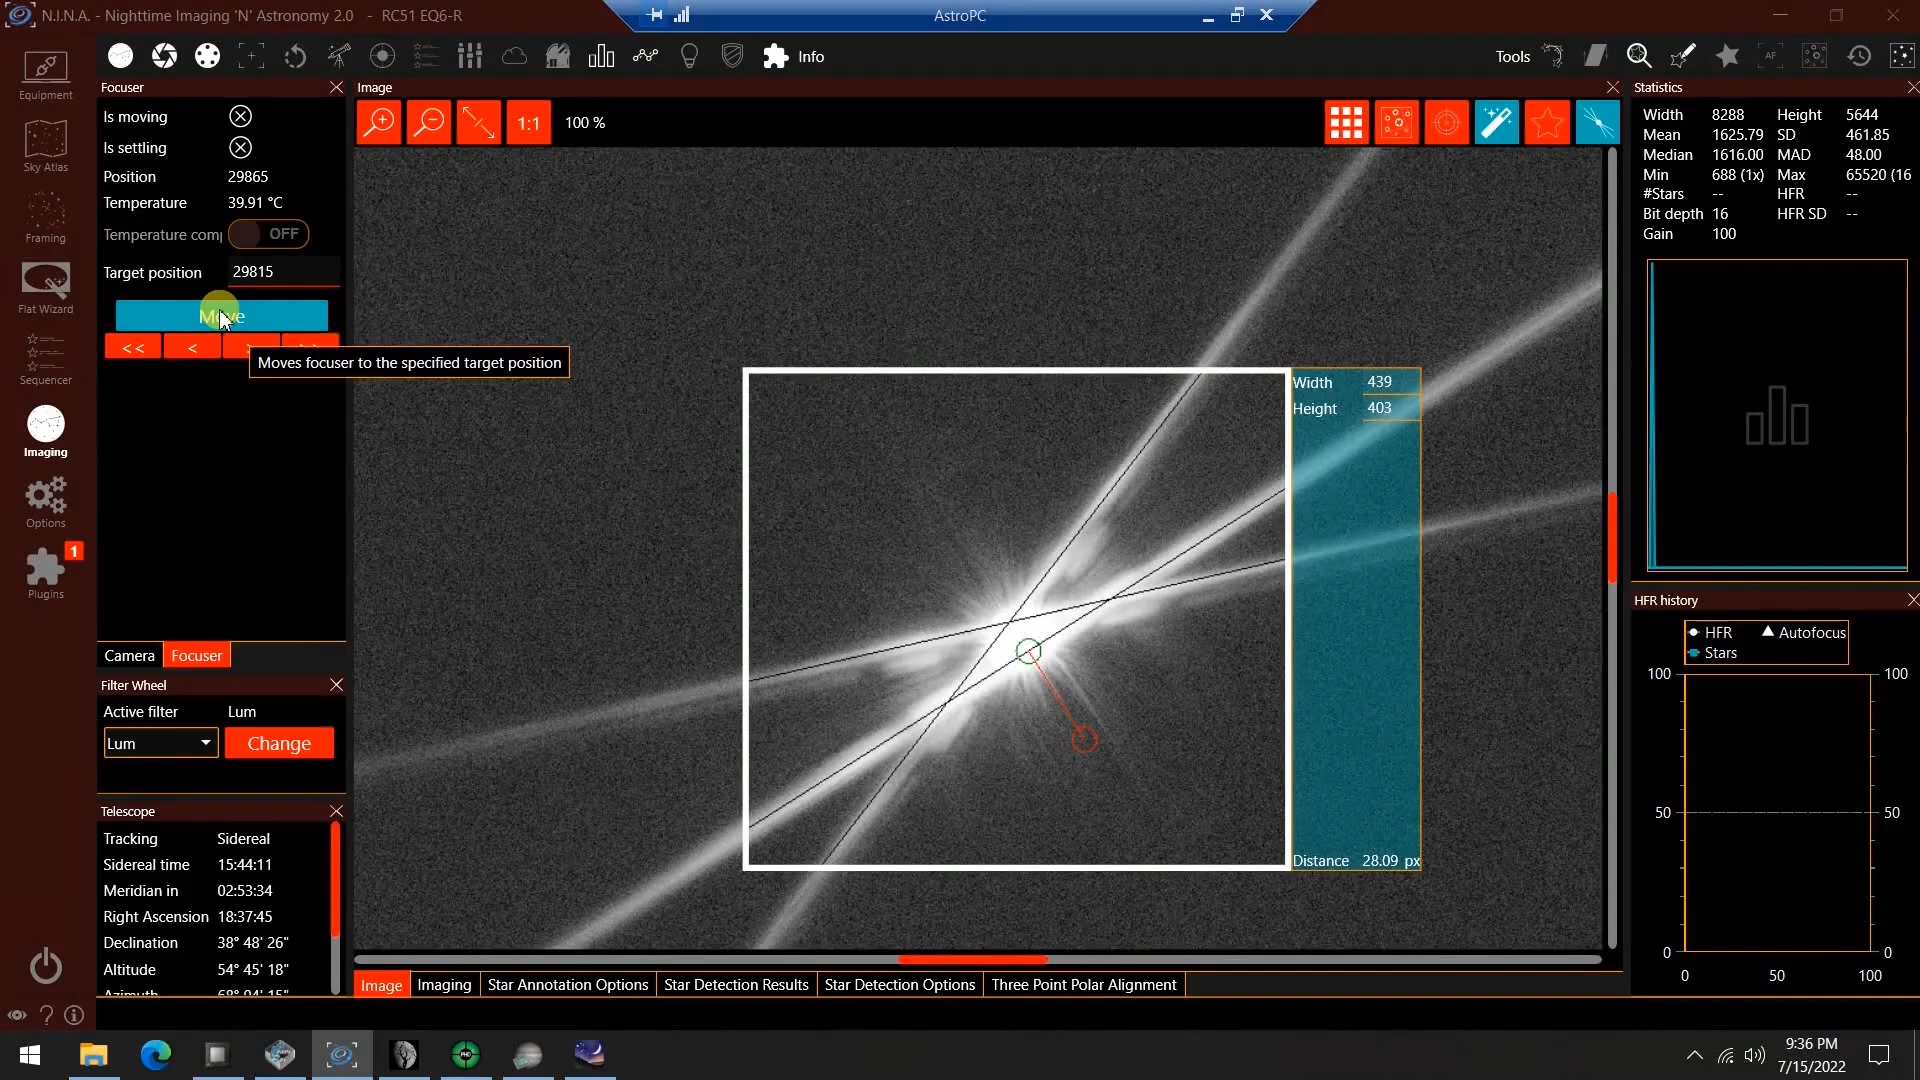 N.I.N.A. - Nighttime Imaging 'N' Astronomy 2.0 - RC51 EQ6-R
AstroPC
Info
Tools
AF
Equipment
Sky Atlas
Framing
Flat Wizard
Sequencer
Imaging
Options
1
Plugins
Focuser
Is moving
Is settling
Position 29865
Temperature 39.91 °C
Temperature comp OFF
Target position 29815
Move
<< <
Moves focuser to the specified target position
Camera Focuser
Filter Wheel
Active filter Lum
Lum Change
Telescope
Tracking Sidereal
Sidereal time 15:44:11
Meridian in 02:53:34
Right Ascension 18:37:45
Declination 38° 48' 26"
Altitude 54° 45' 18"
Azimuth 68° 04' 15"
Image
1:1 100 %
Width 439
Height 403
Distance 28.09 px
Image Imaging Star Annotation Options Star Detection Results Star Detection Options Three Point Polar Alignment
Statistics
Width 8288 Height 5644
Mean 1625.79 SD 461.85
Median 1616.00 MAD 48.00
Min 688 (1x) Max 65520 (16
#Stars -- HFR --
Bit depth 16 HFR SD --
Gain 100
HFR history
HFR Autofocus
Stars
100 100
50 50
0 0
0 50 100
PHD
9:36 PM
7/15/2022